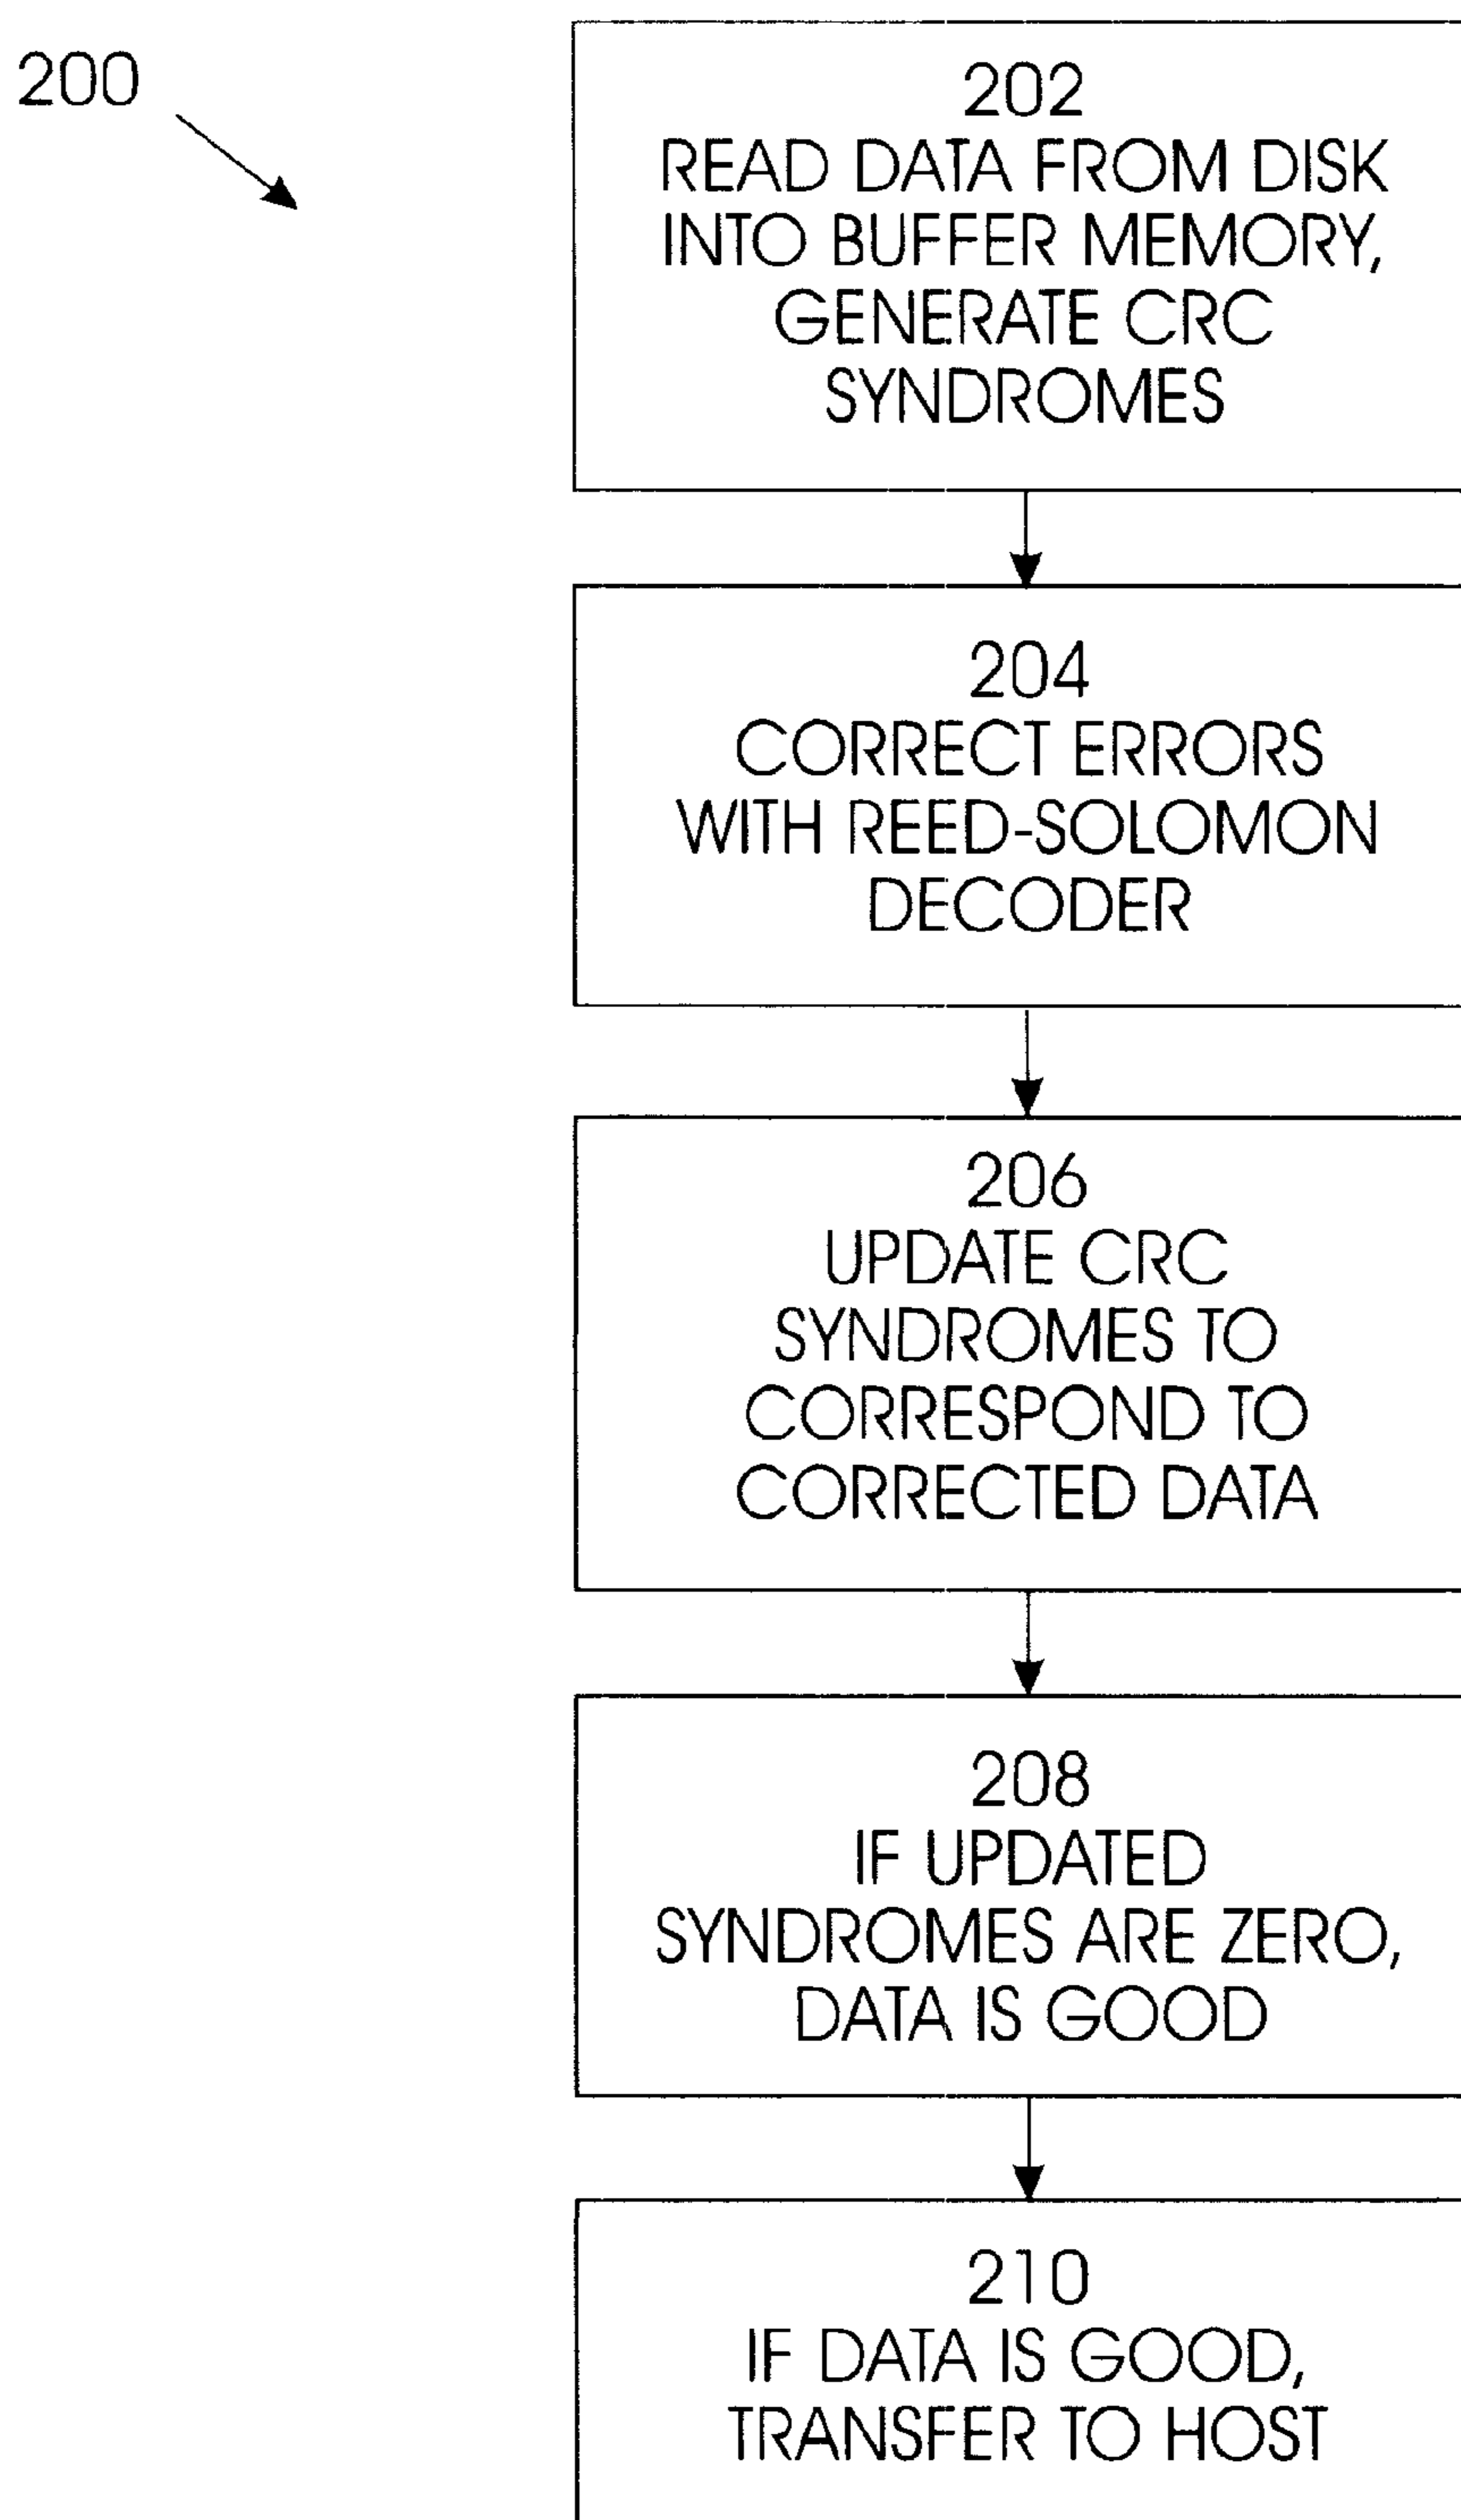 200
202
READ DATA FROM DISK
INTO BUFFER MEMORY,
GENERATE CRC
SYNDROMES
204
CORRECT ERRORS
WITH REED-SOLOMON
DECODER
206
UPDATE CRC
SYNDROMES TO
CORRESPOND TO
CORRECTED DATA
208
IF UPDATED
SYNDROMES ARE ZERO,
DATA IS GOOD
210
IF DATA IS GOOD,
TRANSFER TO HOST